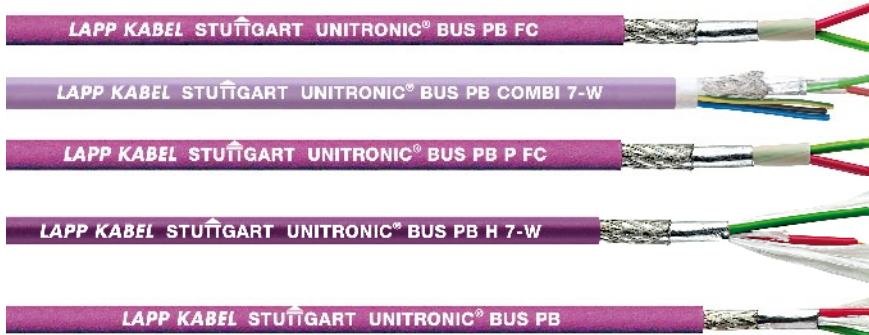 LAPP KABEL STUTTGART UNITRONIC® BUS PB FC
LAPP KABEL STUTTGART UNITRONIC® BUS PB COMBI 7-W
LAPP KABEL STUTTGART UNITRONIC® BUS PB P FC
LAPP KABEL STUTTGART UNITRONIC® BUS PB H 7-W
LAPP KABEL STUTTGART UNITRONIC® BUS PB